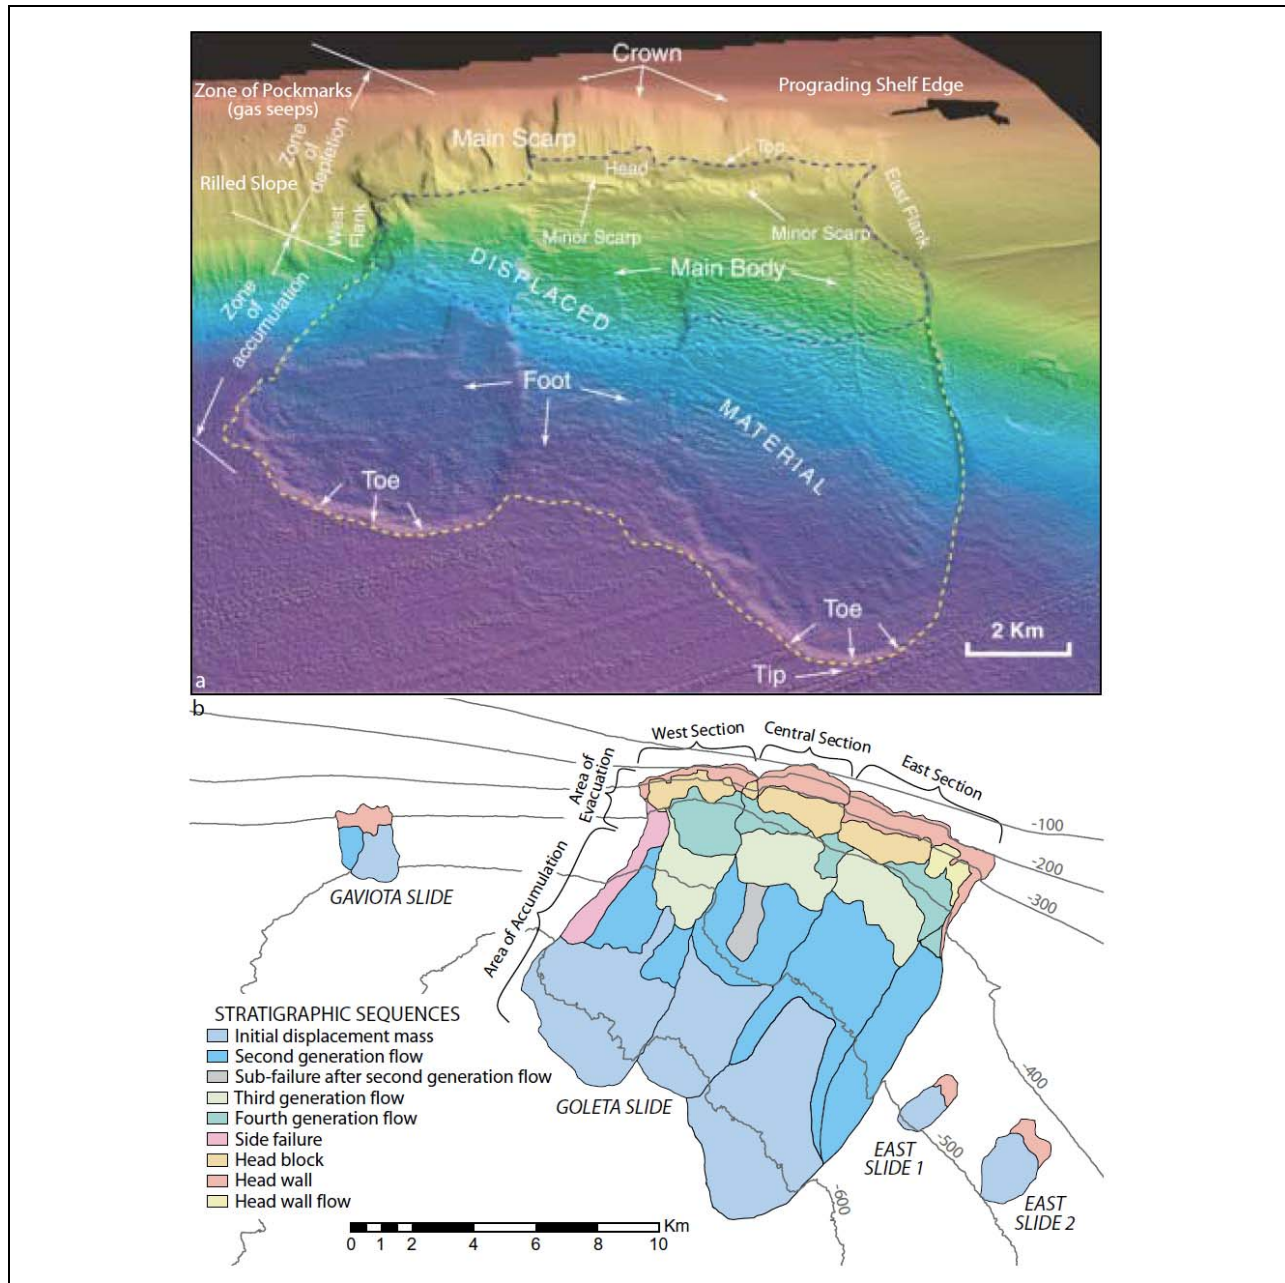 Crown
Prograding Shelf Edge
Zone of Pockmarks
(gas seeps)
Zone
of
depletion
Main Scarp
Top
Head
Rilled Slope
West
Flank
East Flank
Minor Scarp
Minor Scarp
Main Body
DISPLACED
Zone
of
accumulation
Foot
MATERIAL
Toe
Toe
2 Km
Tip
a
b
West Section
Central Section
East Section
Area of
Evacuation
-100
-200
-300
GAVIOTA SLIDE
Area of Accumulation
STRATIGRAPHIC SEQUENCES
Initial displacement mass
Second generation flow
Sub-failure after second generation flow
Third generation flow
Fourth generation flow
Side failure
Head block
Head wall
Head wall flow
GOLETA SLIDE
-400
-500
-600
EAST
SLIDE 1
EAST
SLIDE 2
Km
0 1 2 4 6 8 10